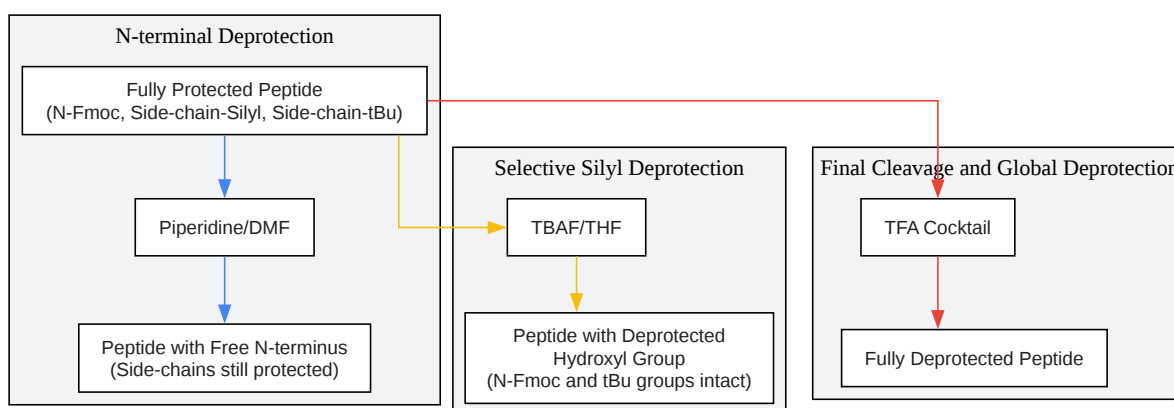 N-terminal Deprotection
Fully Protected Peptide
(N-Fmoc, Side-chain-Silyl, Side-chain-tBu)
Piperidine/DMF
Peptide with Free N-terminus
(Side-chains still protected)
Selective Silyl Deprotection
TBAF/THF
Peptide with Deprotected
Hydroxyl Group
(N-Fmoc and tBu groups intact)
Final Cleavage and Global Deprotection
TFA Cocktail
Fully Deprotected Peptide